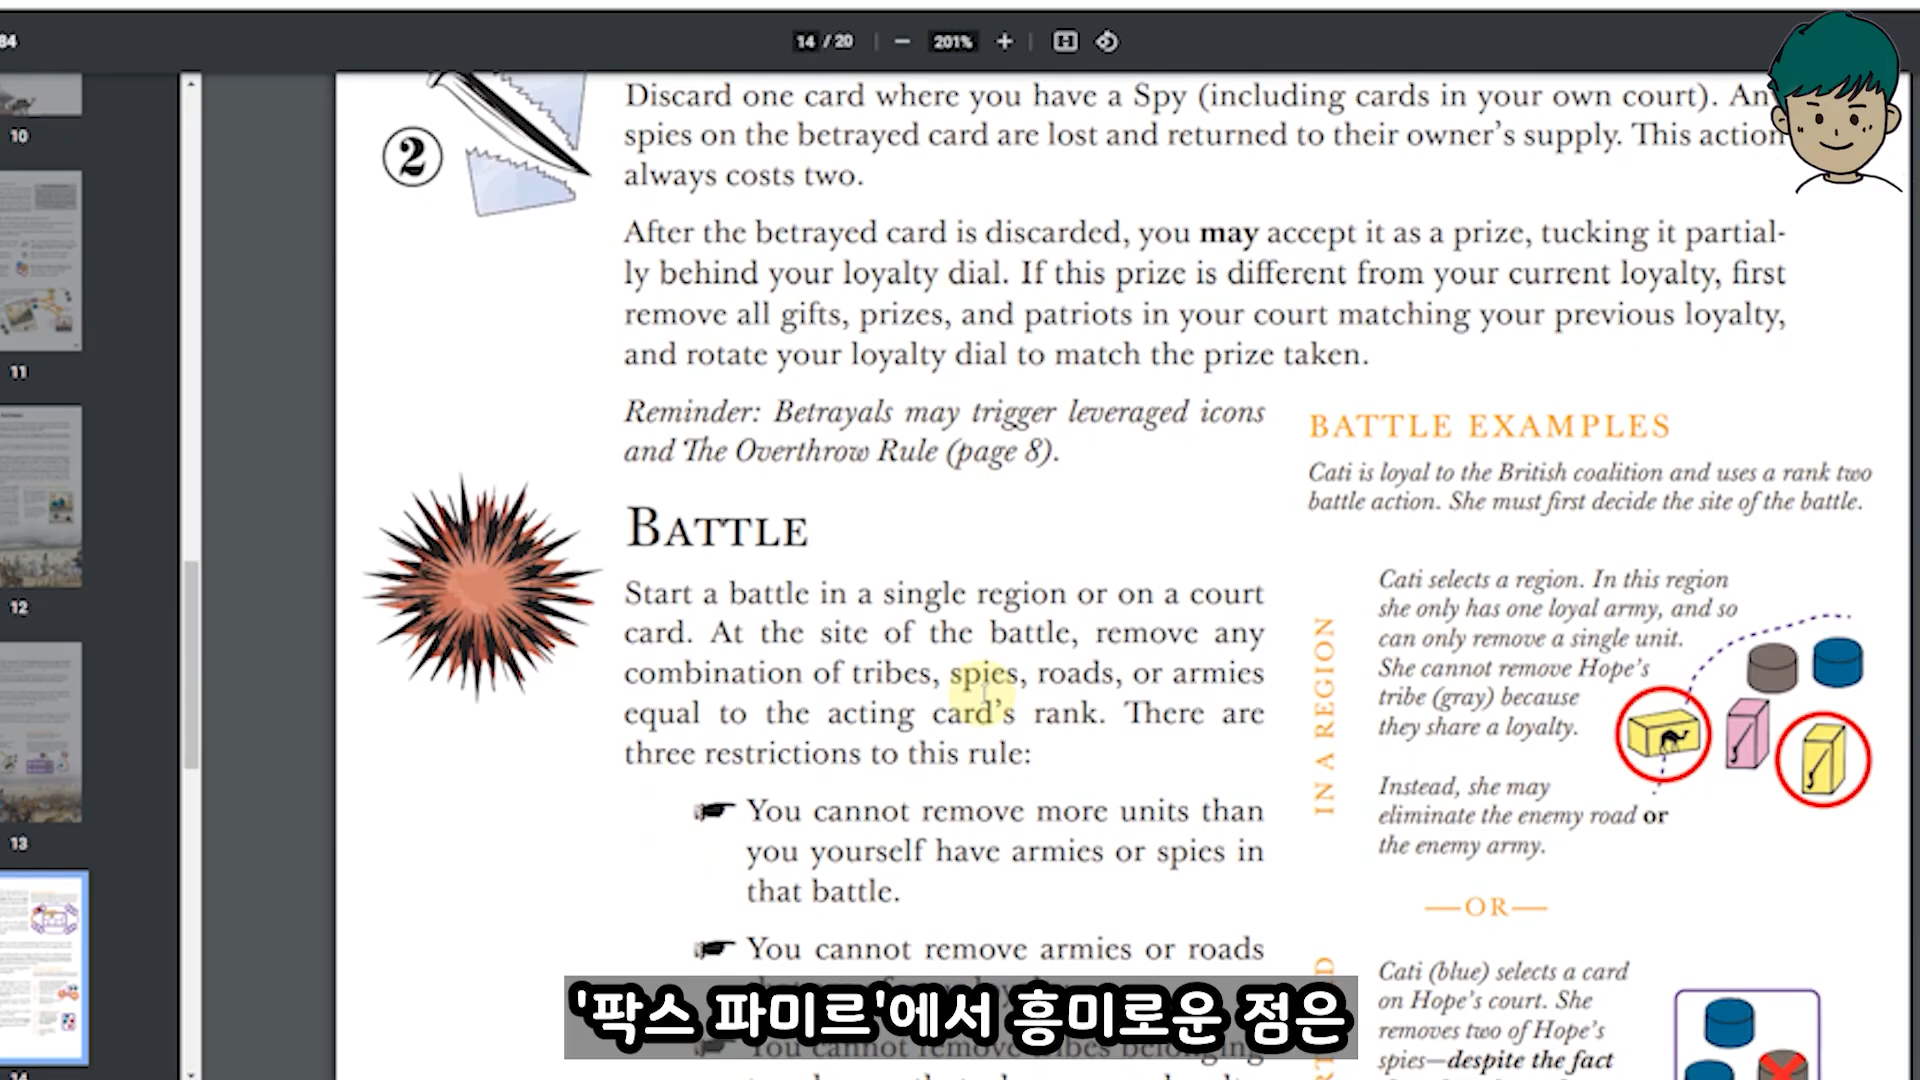 84
14 / 20
201%
10
11
12
13
14
2
Discard one card where you have a Spy (including cards in your own court). Any
spies on the betrayed card are lost and returned to their owner's supply. This action
always costs two.
After the betrayed card is discarded, you may accept it as a prize, tucking it partial-
ly behind your loyalty dial. If this prize is different from your current loyalty, first
remove all gifts, prizes, and patriots in your court matching your previous loyalty,
and rotate your loyalty dial to match the prize taken.
Reminder: Betrayals may trigger leveraged icons
and The Overthrow Rule (page 8).
BATTLE
Start a battle in a single region or on a court
card. At the site of the battle, remove any
combination of tribes, spies, roads, or armies
equal to the acting card's rank. There are
three restrictions to this rule:
You cannot remove more units than
you yourself have armies or spies in
that battle.
You cannot remove armies or roads
You cannot remove tribes belonging
BATTLE EXAMPLES
Cati is loyal to the British coalition and uses a rank two
battle action. She must first decide the site of the battle.
IN A REGION
Cati selects a region. In this region
she only has one loyal army, and so
can only remove a single unit.
She cannot remove Hope's
tribe (gray) because
they share a loyalty.
Instead, she may
eliminate the enemy road or
the enemy army.
—OR—
Cati (blue) selects a card
on Hope's court. She
removes two of Hope's
spies—despite the fact
'팍스 파미르'에서 흥미로운 점은